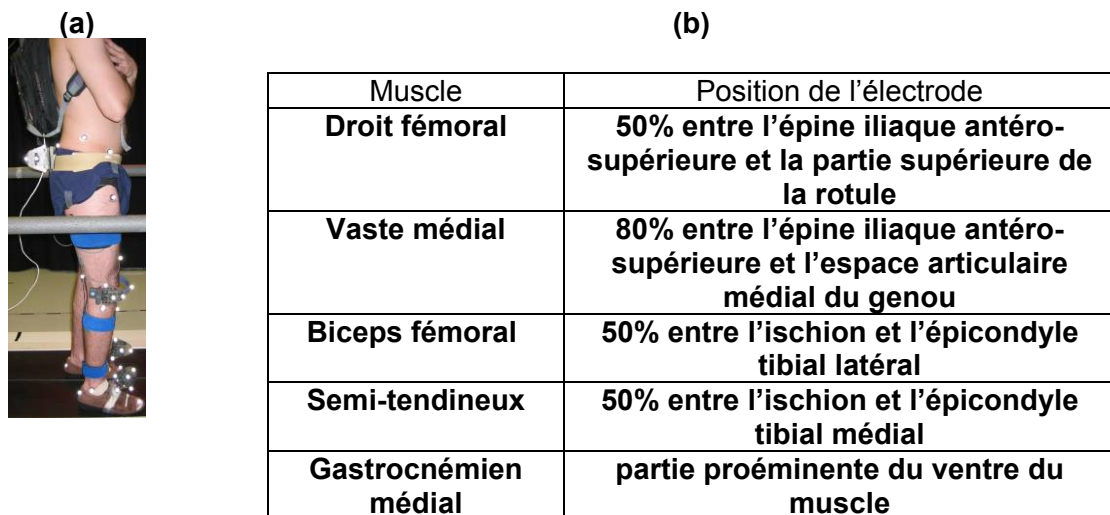 (a)
(b)
Muscle Position de l’électrode
Droit fémoral 50% entre l’épine iliaque antéro-
supérieure et la partie supérieure de
la rotule
Vaste médial 80% entre l’épine iliaque antéro-
supérieure et l’espace articulaire
médial du genou
Biceps fémoral 50% entre l’ischion et l’épicondyle
tibial latéral
Semi-tendineux 50% entre l’ischion et l’épicondyle
tibial médial
Gastrocnémien
médial
partie proéminente du ventre du
muscle